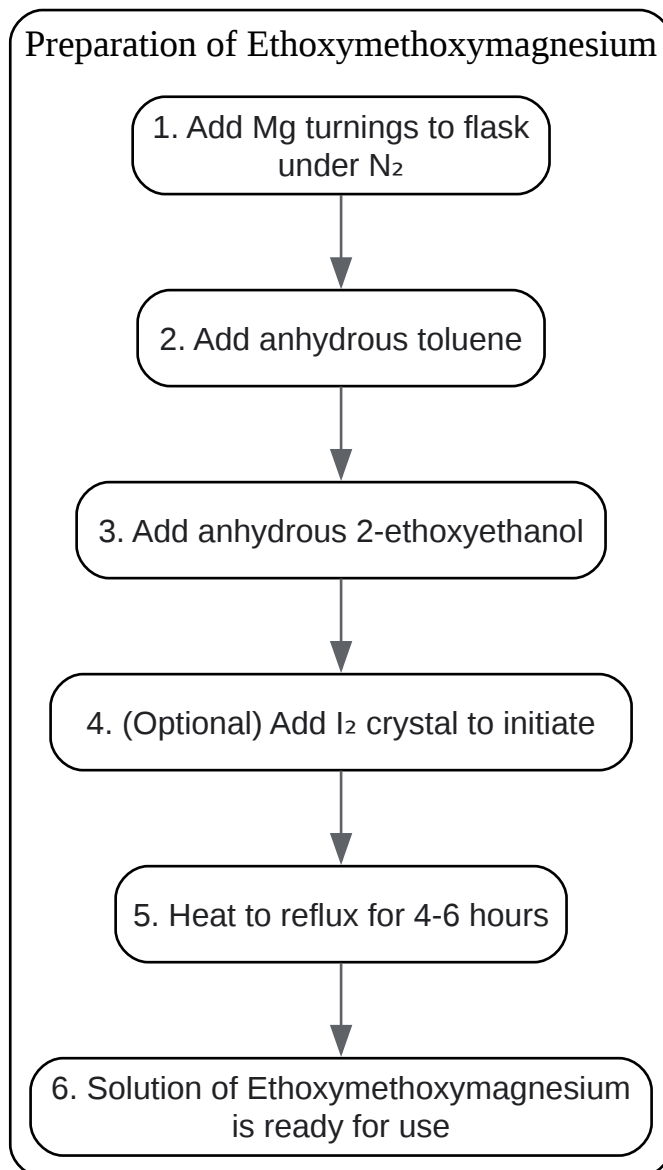 Preparation of Ethoxymethoxymagnesium
1. Add Mg turnings to flask
under N₂
2. Add anhydrous toluene
3. Add anhydrous 2-ethoxyethanol
4. (Optional) Add I₂ crystal to initiate
5. Heat to reflux for 4-6 hours
6. Solution of Ethoxymethoxymagnesium
is ready for use